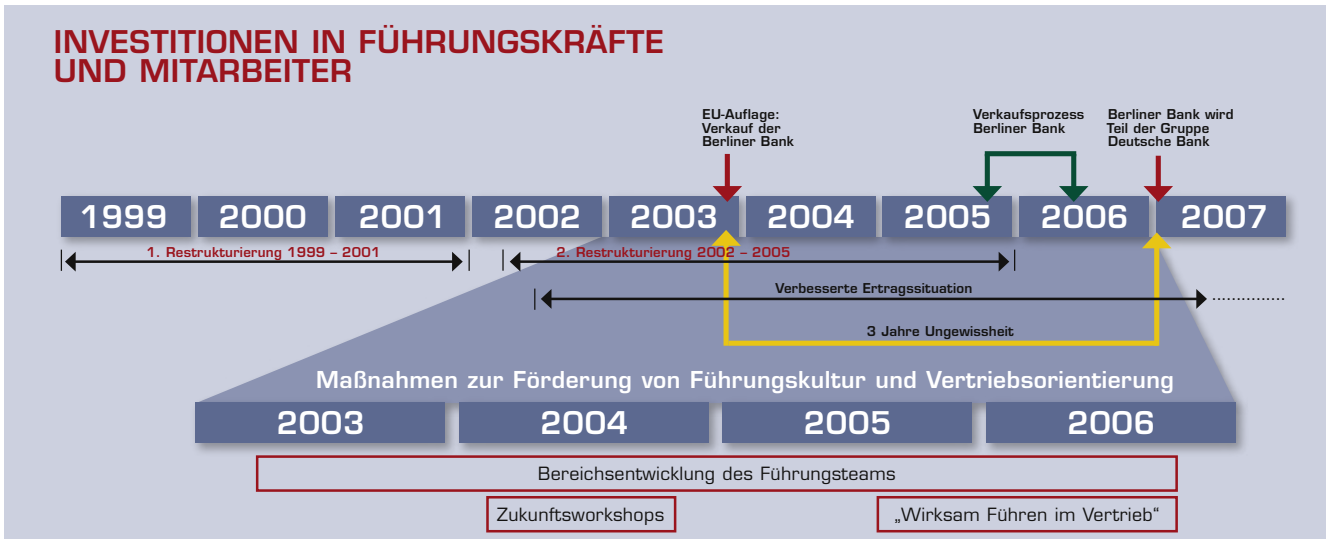 INVESTITIONEN IN FÜHRUNGSKRÄFTE
UND MITARBEITER
EU-Auflage:
Verkauf der
Berliner Bank
Verkaufsprozess
Berliner Bank
Berliner Bank wird
Teil der Gruppe
Deutsche Bank
1999 2000 2001 2002 2003 2004 2005 2006 2007
1. Restrukturierung 1999 – 2001
2. Restrukturierung 2002 – 2005
Verbesserte Ertragssituation
3 Jahre Ungewissheit
Maßnahmen zur Förderung von Führungskultur und Vertriebsorientierung
2003 2004 2005 2006
Bereichsentwicklung des Führungsteams
Zukunftsworkshops
„Wirksam Führen im Vertrieb“